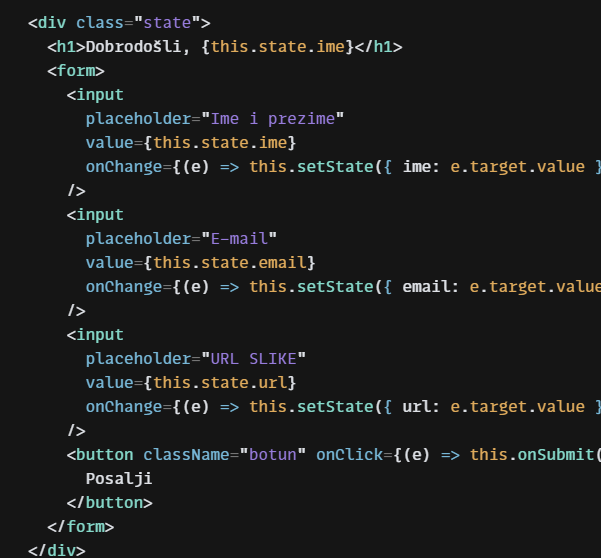 <div class="state">
<h1>Dobrodošli, {this.state.ime}</h1>
<form>
<input
placeholder="Ime i prezime"
value={this.state.ime}
onChange={(e) => this.setState({ ime: e.target.value }
/>
<input
placeholder="E-mail"
value={this.state.email}
onChange={(e) => this.setState({ email: e.target.value
/>
<input
placeholder="URL SLIKE"
value={this.state.url}
onChange={(e) => this.setState({ url: e.target.value }
/>
<button className="botun" onClick={(e) => this.onSubmit(
Posalji
</button>
</form>
</div>